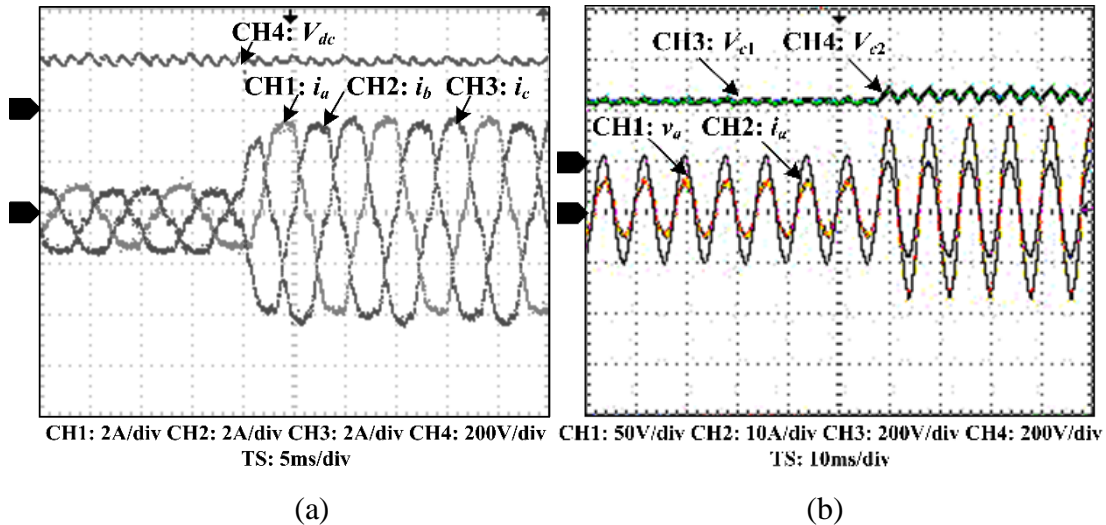 CH4: Vdc
CH1: ia CH2: ib CH3: ic
CH1: 2A/div CH2: 2A/div CH3: 2A/div CH4: 200V/div
TS: 5ms/div
(a)
CH3: Vc1 CH4: Vc2
CH1: va CH2: ia
CH1: 50V/div CH2: 10A/div CH3: 200V/div CH4: 200V/div
TS: 10ms/div
(b)